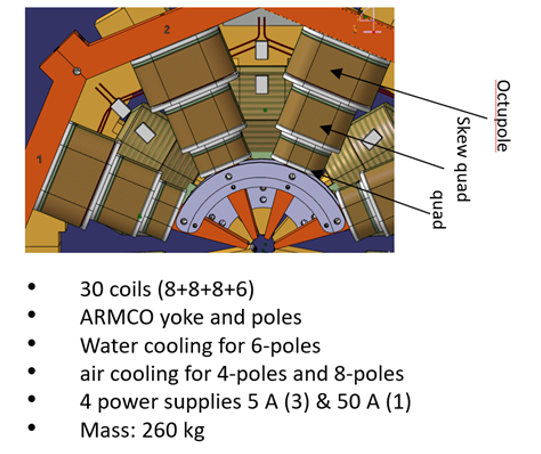 2
1
Octupole
Skew quad
quad
• 30 coils (8+8+8+6)
• ARMCO yoke and poles
• Water cooling for 6-poles
• air cooling for 4-poles and 8-poles
• 4 power supplies 5 A (3) & 50 A (1)
• Mass: 260 kg